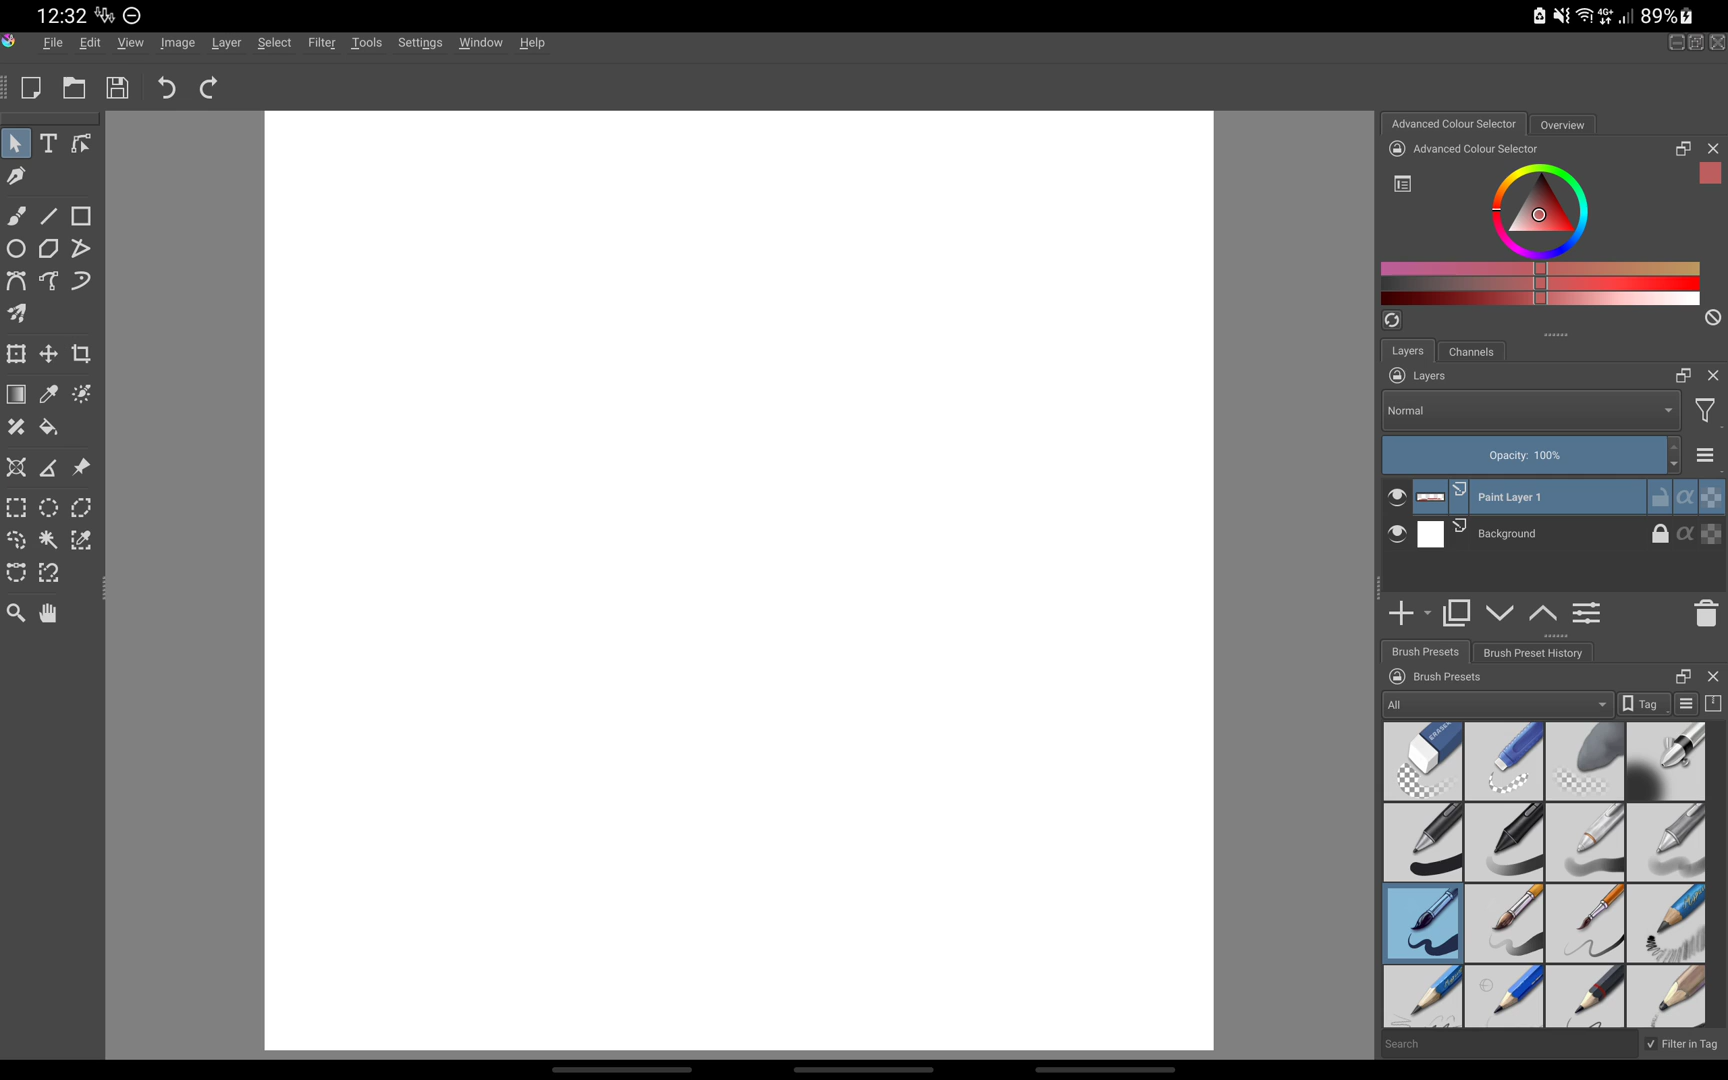 12:32 4G+ 89%
File Edit View Image Layer Select Filter Tools Settings Window Help
Advanced Colour Selector Overview
Advanced Colour Selector
Layers Channels
Layers
Normal
Opacity: 100%
Paint Layer 1
Background
Brush Presets Brush Preset History
Brush Presets
All Tag
ERASER
Search Filter in Tag